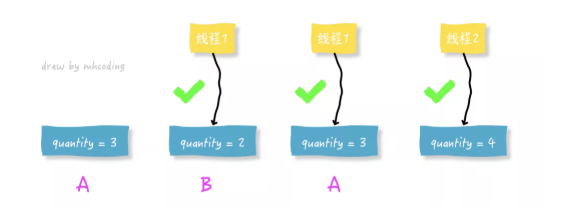 线程1
线程1
线程2
drew by mhcoding
quantity = 3
quantity = 2
quantity = 3
quantity = 4
A
B
A